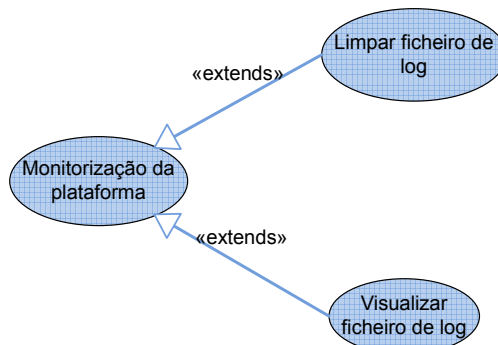 Limpar ficheiro de
log
«extends»
Monitorização da
plataforma
«extends»
Visualizar
ficheiro de log